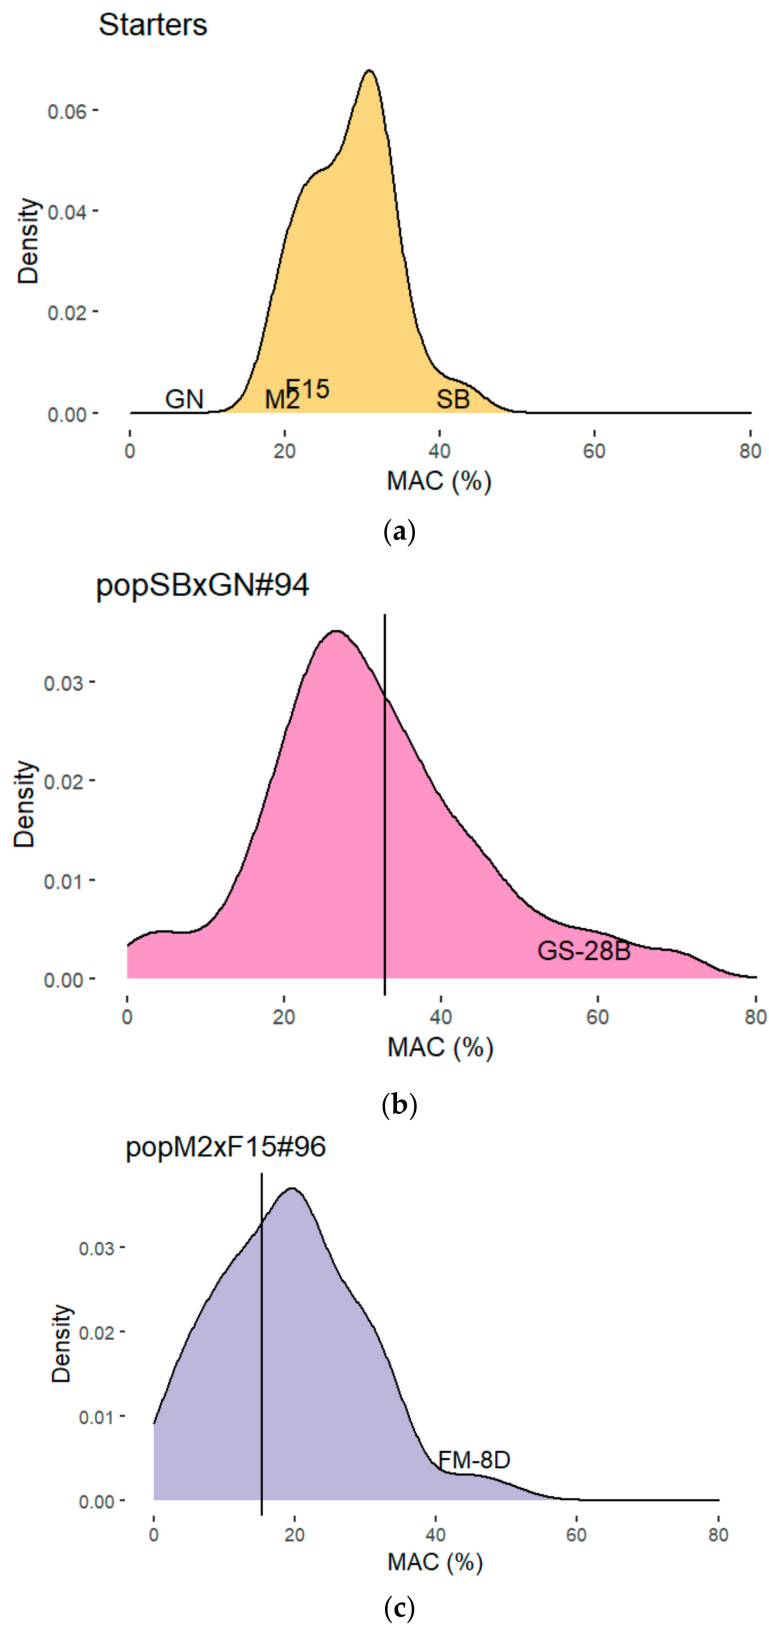 Starters
0.06
0.04
0.02
0.00
Density
GN
M2
F15
SB
0
20
40
60
80
MAC (%)
(a)
popSBxGN#94
0.03
0.02
0.01
0.00
Density
GS-28B
0
20
40
60
80
MAC (%)
(b)
popM2xF15#96
0.03
0.02
0.01
0.00
Density
FM-8D
0
20
40
60
80
MAC (%)
(c)